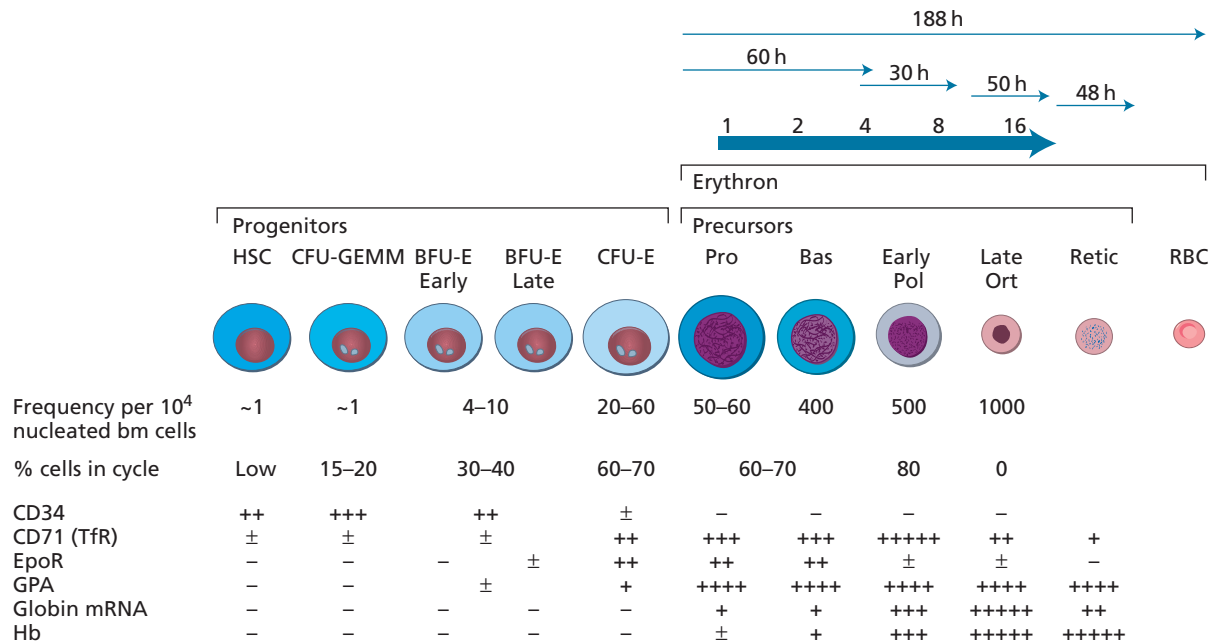 188 h
60 h
30 h
50 h
48 h
1 2 4 8 16
Erythron
Progenitors Precursors
HSC CFU-GEMM BFU-E BFU-E CFU-E Pro Bas Early Late Retic RBC
Early Late Pol Ort
Frequency per 10⁴ ~1 ~1 4–10 20–60 50–60 400 500 1000
nucleated bm cells
% cells in cycle Low 15–20 30–40 60–70 60–70 80 0
CD34 ++ +++ ++ ± – – – –
CD71 (TfR) ± ± ± ++ +++ +++ +++++ ++ +
EpoR – – – ± ++ ++ ++ ± ± –
GPA – – ± + ++++ ++++ ++++ ++++ ++++
Globin mRNA – – – – – + + +++ +++++ ++
Hb – – – – – ± + +++ +++++ +++++